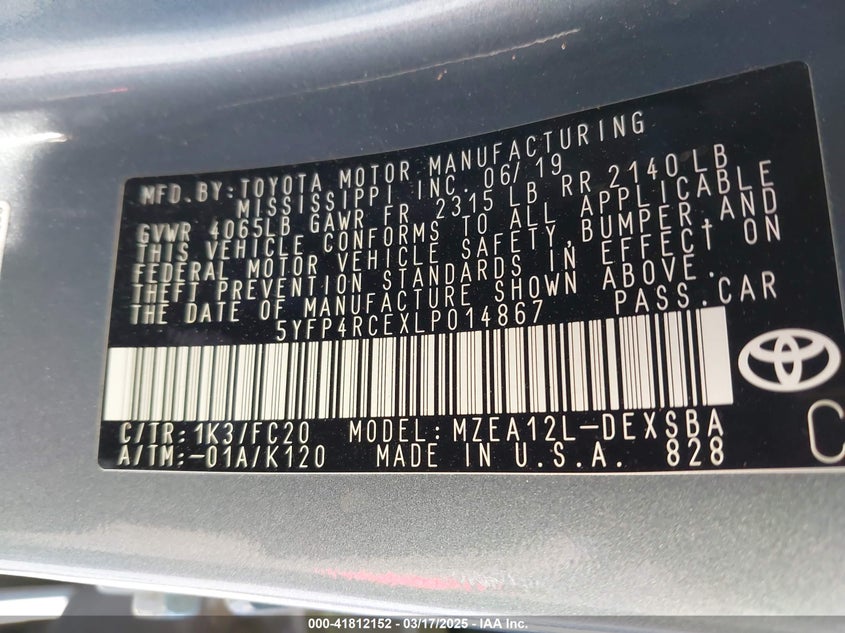 MFD. BY: TOYOTA MOTOR MANUFACTURING
MISSISSIPPI INC. 06/19
GVWR 4065LB GAWR FR 2315 LB RR 2140 LB
THIS VEHICLE CONFORMS TO ALL APPLICABLE
FEDERAL MOTOR VEHICLE SAFETY, BUMPER, AND
THEFT PREVENTION STANDARDS IN EFFECT ON
THE DATE OF MANUFACTURE SHOWN ABOVE.
5YFP4RCEXLP014867 PASS. CAR
C/TR: 1K3/FC20 MODEL: MZEA12L-DEXSBA
A/TM:-01A/K120 MADE IN U.S.A. 828
C
000-41812152 - 03/17/2025 - IAA Inc.